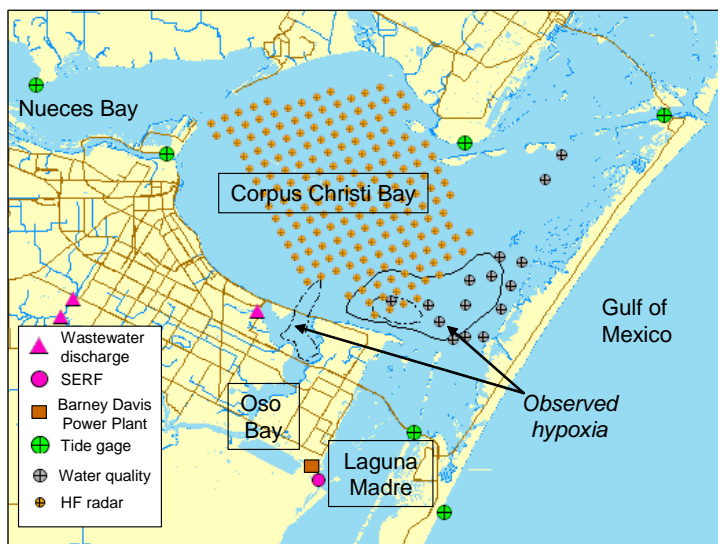 Nueces Bay
Corpus Christi Bay
Gulf of
Mexico
Wastewater
discharge
SERF
Barney Davis
Power Plant
Tide gage
Water quality
HF radar
Oso
Bay
Observed
hypoxia
Laguna
Madre